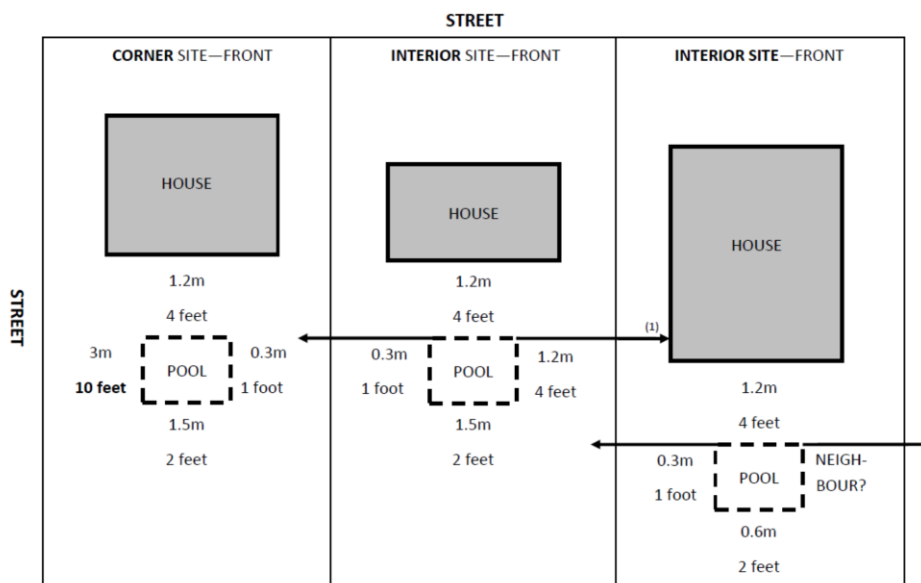 STREET
CORNER SITE—FRONT
INTERIOR SITE—FRONT
INTERIOR SITE—FRONT
STREET
HOUSE
1.2m
4 feet
3m
10 feet
POOL
0.3m
1 foot
1.5m
2 feet
HOUSE
1.2m
4 feet
0.3m
1 foot
POOL
1.2m
4 feet
1.5m
2 feet
(1)
HOUSE
1.2m
4 feet
0.3m
1 foot
POOL
NEIGH-
BOUR?
0.6m
2 feet